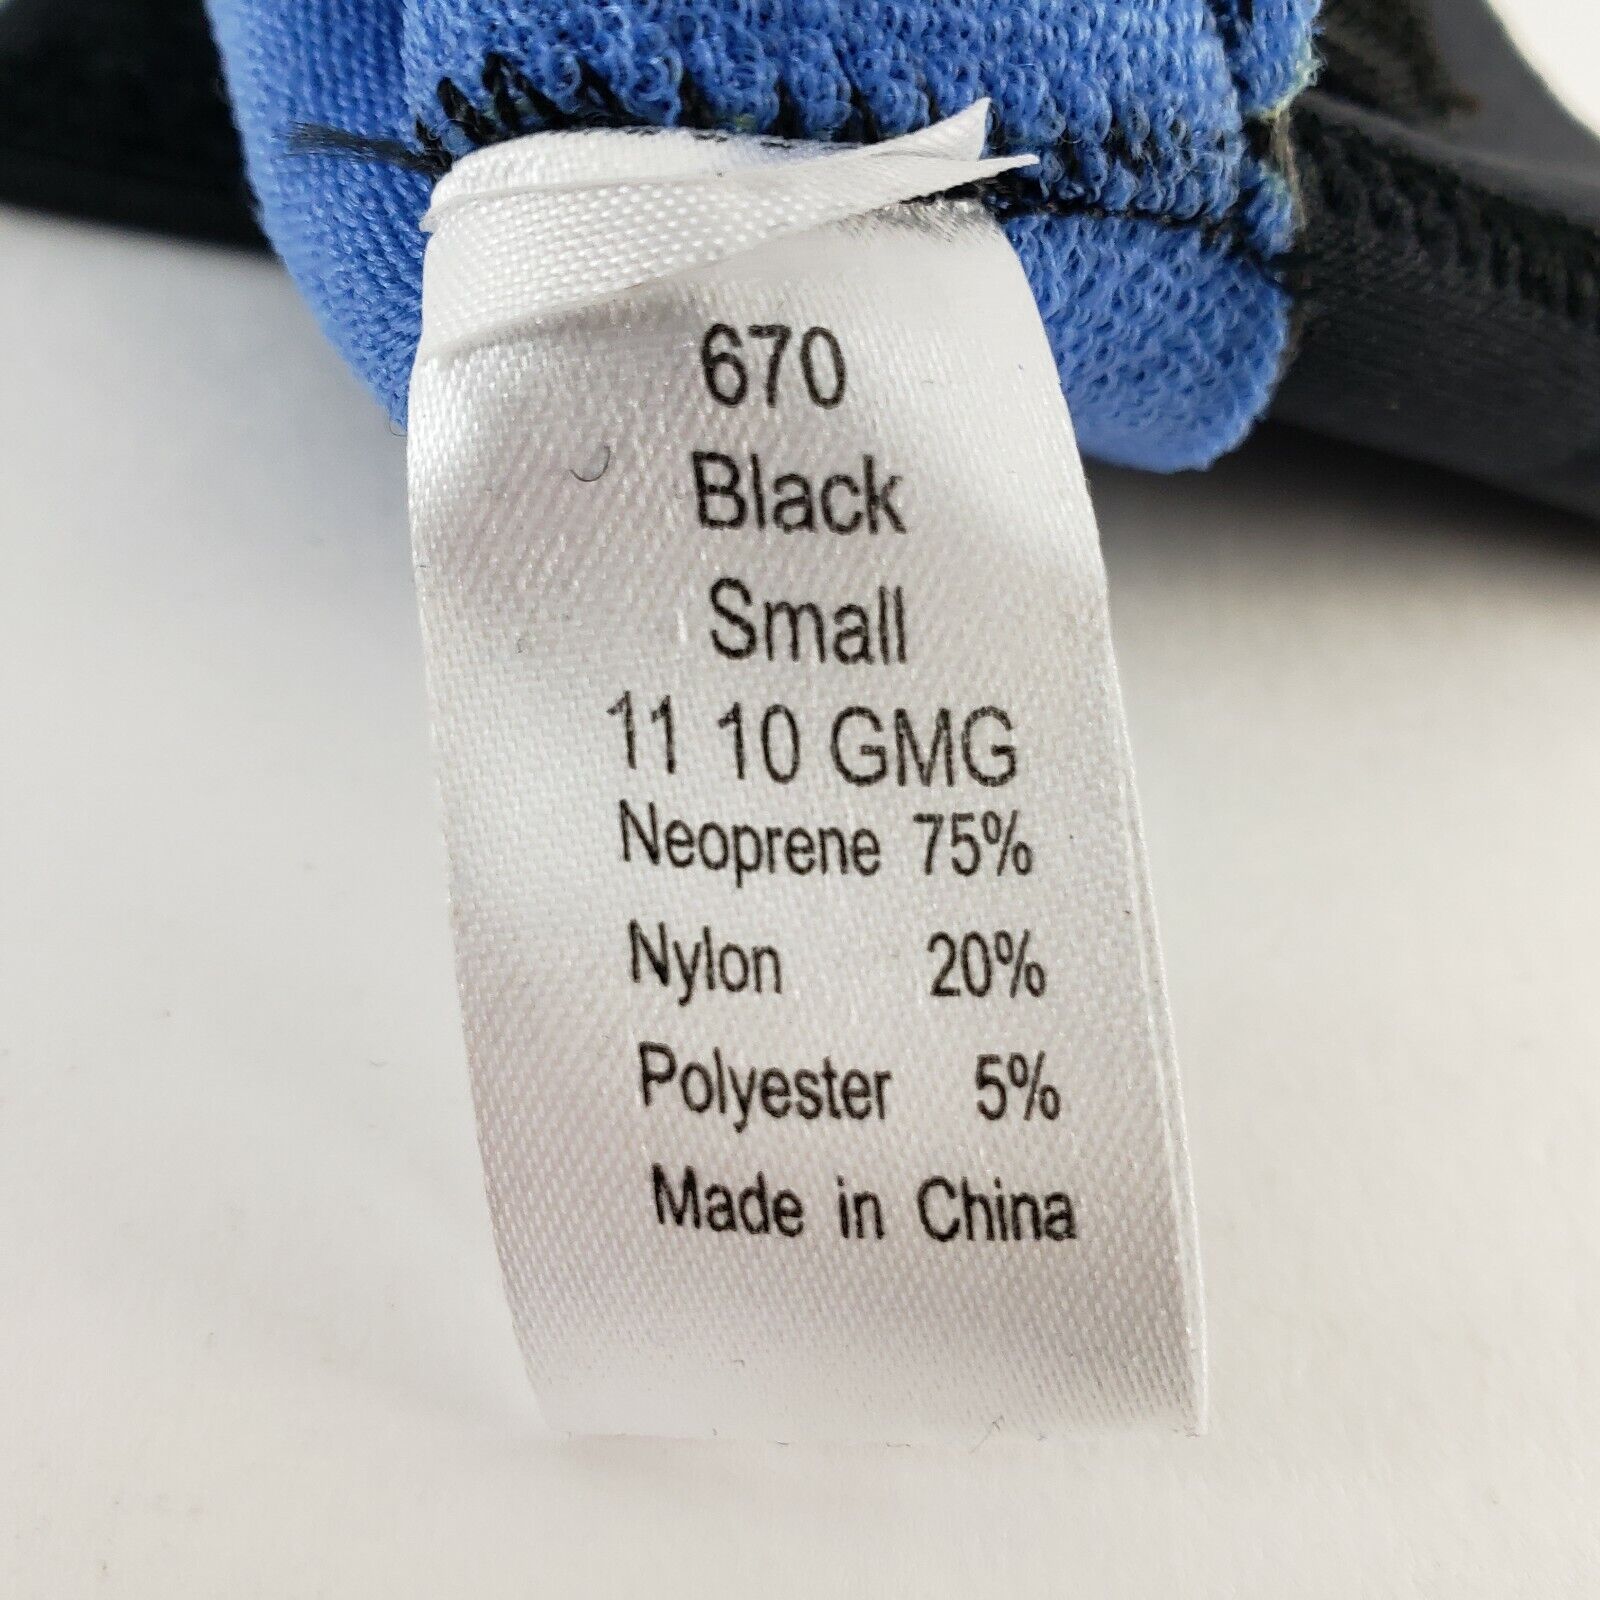 670
Black
Small
11 10 GMG
Neoprene 75%
Nylon 20%
Polyester 5%
Made in China